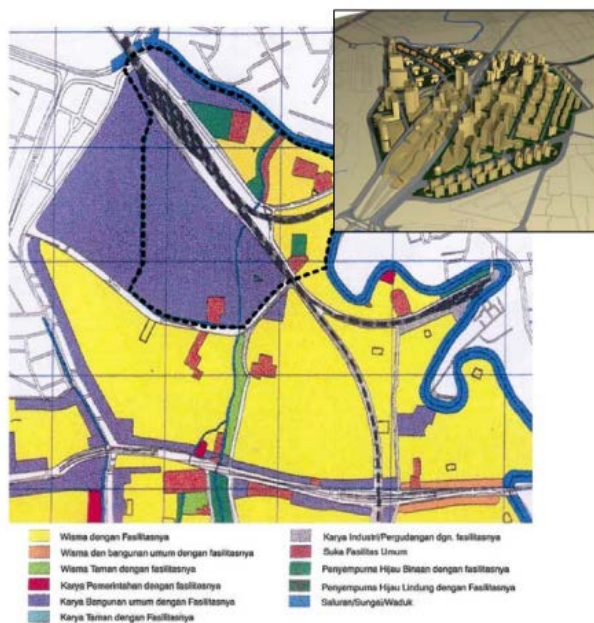 Wisma dengan Fasilitasnya
Wisma dan bangunan umum dengan fasilitasnya
Wisma Taman dengan fasilitasnya
Karya Pemerintahan dengan fasilitasnya
Karya Bangunan umum dengan Fasilitasnya
Karya Taman dengan Fasilitasnya
Karya Industri/Pergudangan dgn. fasilitasnya
Suka Fasilitas Umum
Penyempurna Hijau Binaan dengan fasilitasnya
Penyempurna Hijau Lindung dengan Fasilitasnya
Saluran/Sungai/Waduk